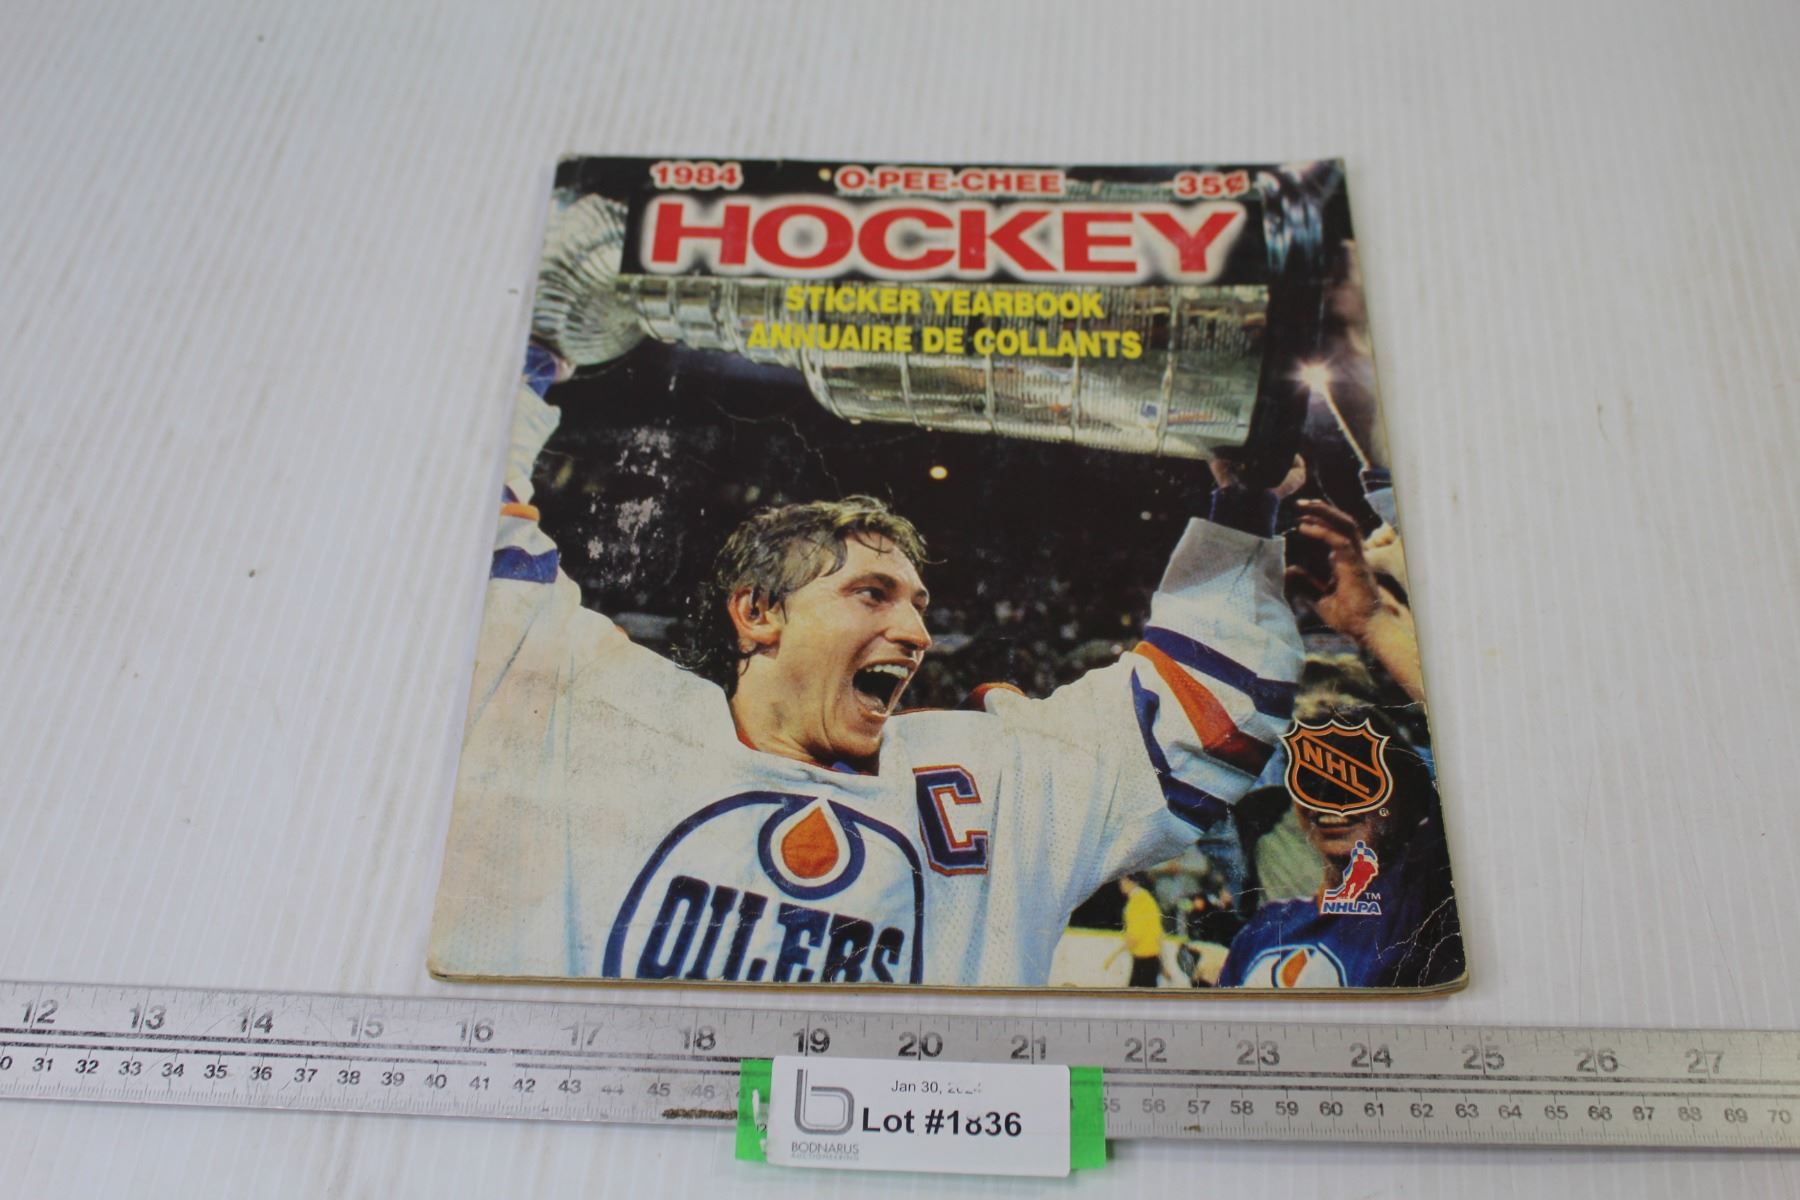 1984 O-PEE-CHEE 35¢
HOCKEY
STICKER YEARBOOK
ANNUAIRE DE COLLANTS
C
NHL
®
OILERS
TM
NHLPA
12 13 14 15 16 17 18 19 20 21 22 23 24 25 26 27
31 32 33 34 35 36 37 38 39 40 41 42 43 44 45 46 55 56 57 58 59 60 61 62 63 64 65 66 67 68 69 70
Jan 30,
Lot #1836
BODNARUS
AUCTIONEERING